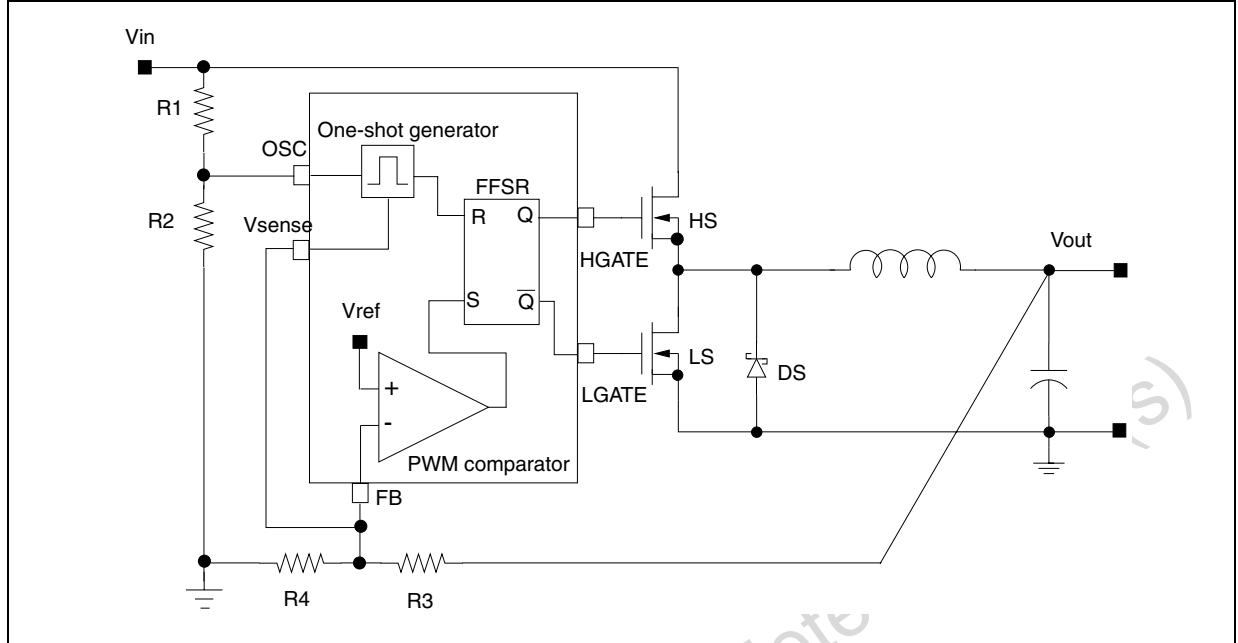 Vin
R1
One-shot generator
OSC
FFSR
R Q
HS
R2
Vsense
HGATE
Vout
Vref
S Q
LS
DS
LGATE
+
-
PWM comparator
FB
R4
R3
s)